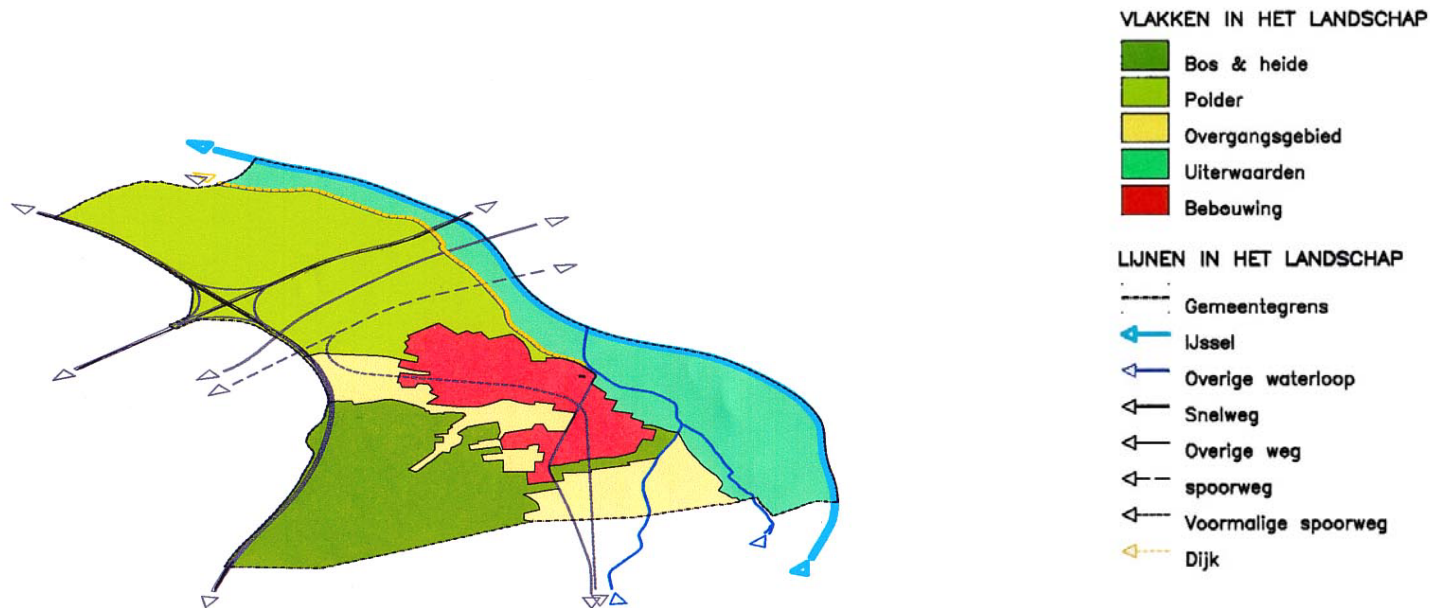 VLAKKEN IN HET LANDSCHAP
Bos & heide
Polder
Overgangsgebied
Uiterwaarden
Bebouwing
LIJNEN IN HET LANDSCHAP
Gemeentegrens
IJssel
Overige waterloop
Snelweg
Overige weg
spoorweg
Voormalige spoorweg
Dijk